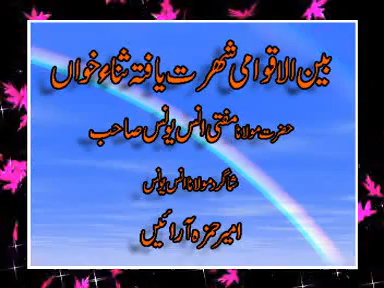 بین الاقوامی شہرت یافتہ ثناء خواں
حضرت مولانا مفتی انس یونس صاحب
شاگرد مولانا انس یونس
امیر حمزہ آرائیں